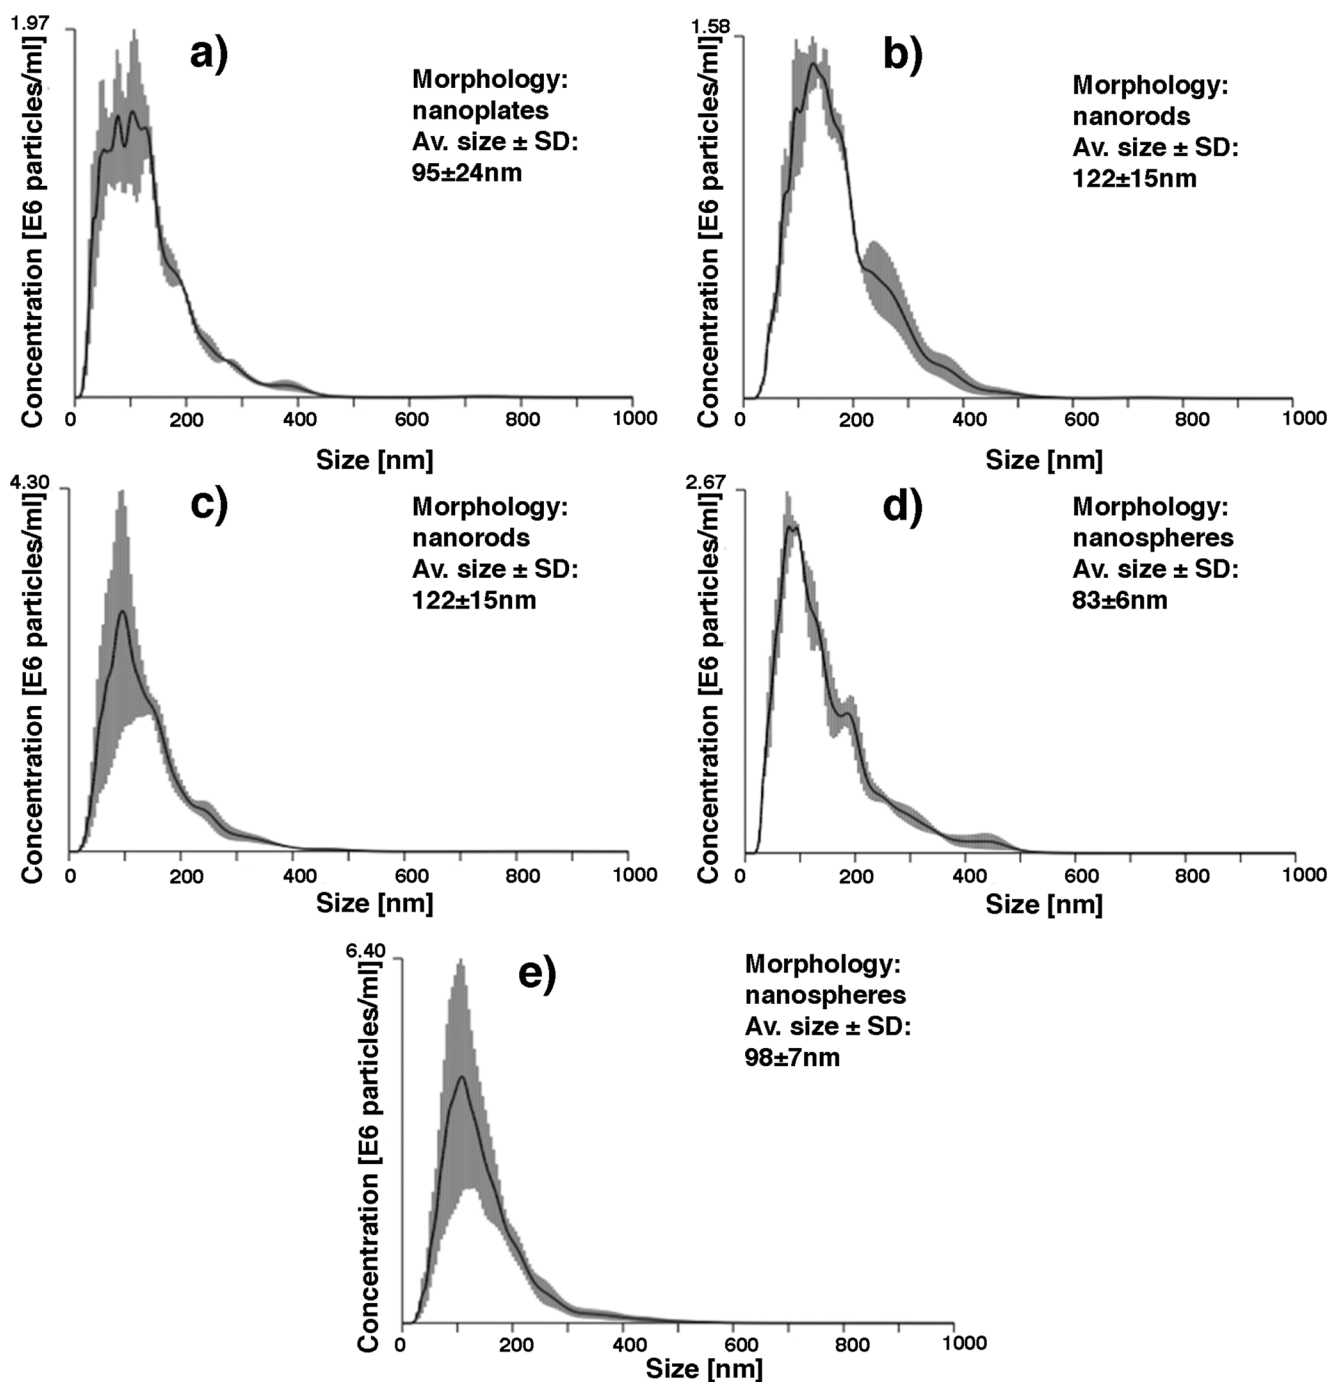 1.97
Concentration [E6 particles/ml]
a)
Morphology:
nanoplates
Av. size ± SD:
95±24nm
0 200 400 600 800 1000
Size [nm]
1.58
Concentration [E6 particles/ml]
b)
Morphology:
nanorods
Av. size ± SD:
122±15nm
0 200 400 600 800 1000
Size [nm]
4.30
Concentration [E6 particles/ml]
c)
Morphology:
nanorods
Av. size ± SD:
122±15nm
0 200 400 600 800 1000
Size [nm]
2.67
Concentration [E6 particles/ml]
d)
Morphology:
nanospheres
Av. size ± SD:
83±6nm
0 200 400 600 800 1000
Size [nm]
6.40
Concentration [E6 particles/ml]
e)
Morphology:
nanospheres
Av. size ± SD:
98±7nm
0 200 400 600 800 1000
Size [nm]